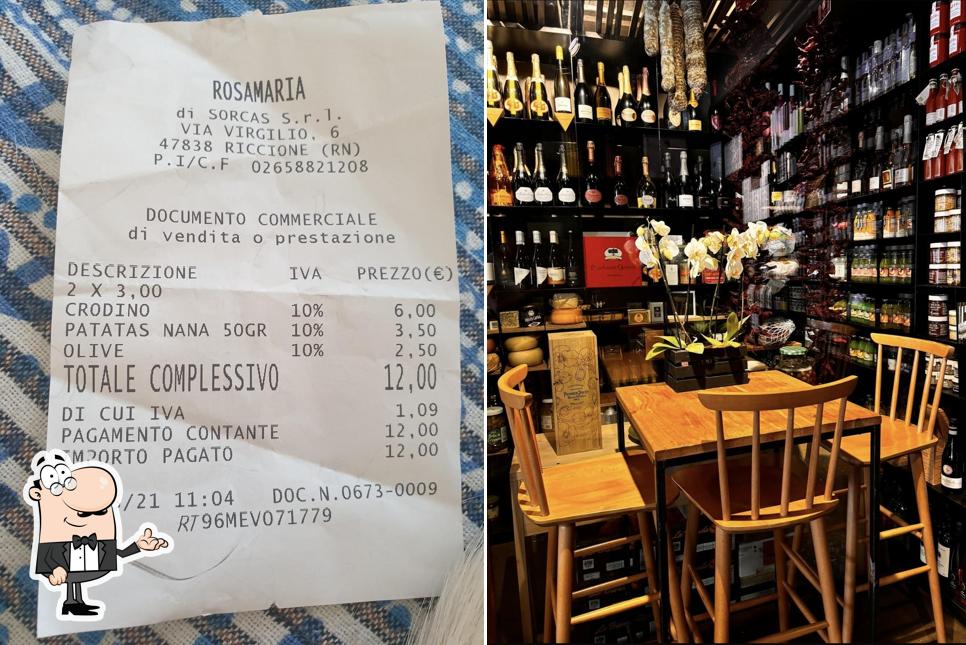 ROSAMARIA
di SORCAS S.r.l.
VIA VIRGILIO, 6
47838 RICCIONE (RN)
P.I/C.F 02658821208
DOCUMENTO COMMERCIALE
di vendita o prestazione
DESCRIZIONE IVA PREZZO(€)
2 X 3,00
CRODINO 10% 6,00
PATATAS NANA 50GR 10% 3,50
OLIVE 10% 2,50
TOTALE COMPLESSIVO 12,00
DI CUI IVA 1,09
PAGAMENTO CONTANTE 12,00
IMPORTO PAGATO 12,00
/21 11:04 DOC.N.0673-0009
RT 96MEV071779